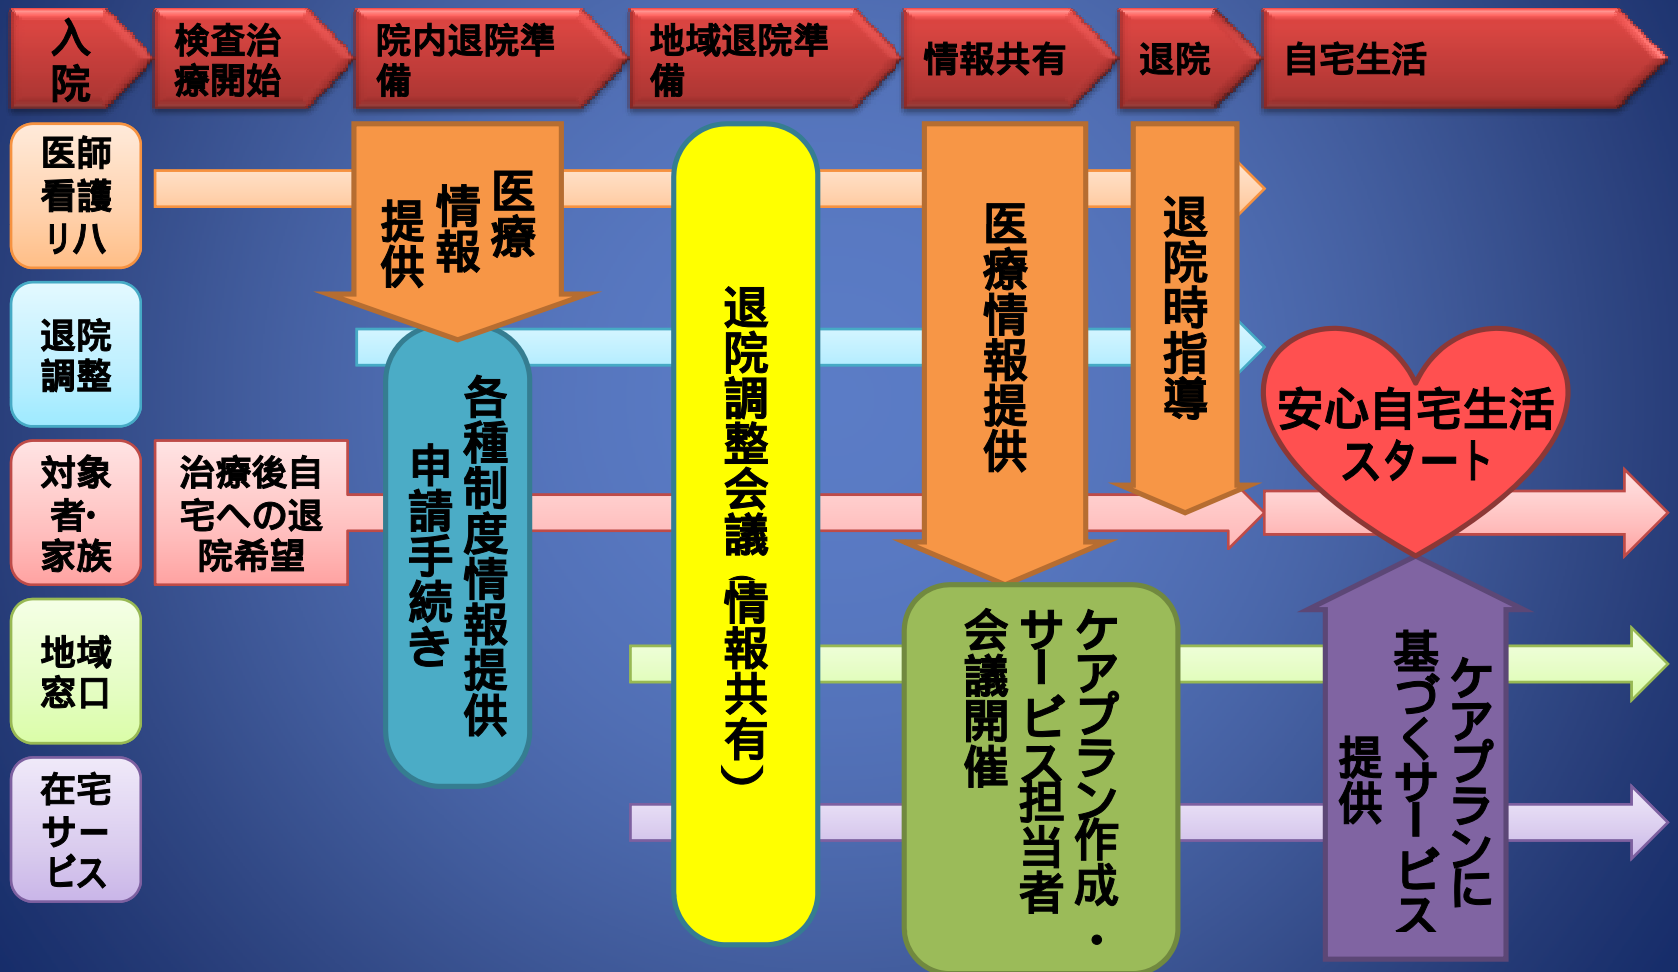 入
院
検査治
療開始
院内退院準
備
地域退院準
備
情報共有
退院
自宅生活
医師
看護
リハ
退院
調整
対象
者・
家族
地域
窓口
在宅
サー
ビス
治療後自
宅への退
院希望
医療
情報
提供
各種制度情報提供
申請手続き
退院調整会議（情報共有）
医療情報提供
退院時指導
ケアプラン作成・
サービス担当者
会議開催
安心自宅生活
スタート
ケアプランに
基づくサービス
提供